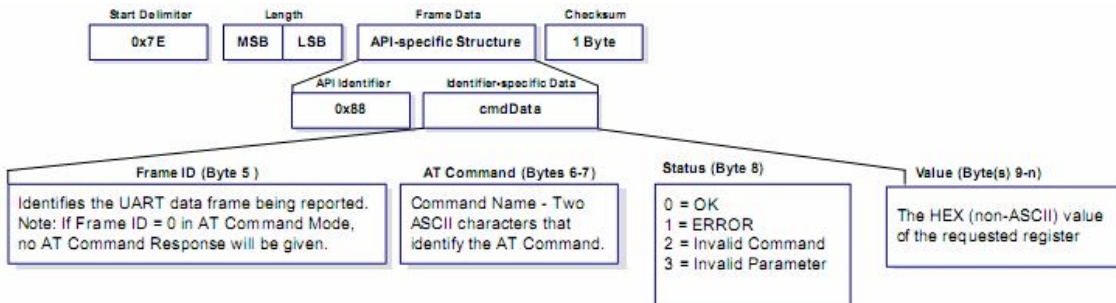 Start Delimiter
Length
Frame Data
Checksum
0x7E
MSB
LSB
API-specific Structure
1 Byte
API Identifier
Identifier-specific Data
0x88
cmdData
Frame ID (Byte 5 )
Identifies the UART data frame being reported.
Note: If Frame ID = 0 in AT Command Mode,
no AT Command Response will be given.
AT Command (Bytes 6-7)
Command Name - Two
ASCII characters that
identify the AT Command.
Status (Byte 8)
0 = OK
1 = ERROR
2 = Invalid Command
3 = Invalid Parameter
Value (Byte(s) 9-n)
The HEX (non-ASCII) value
of the requested register